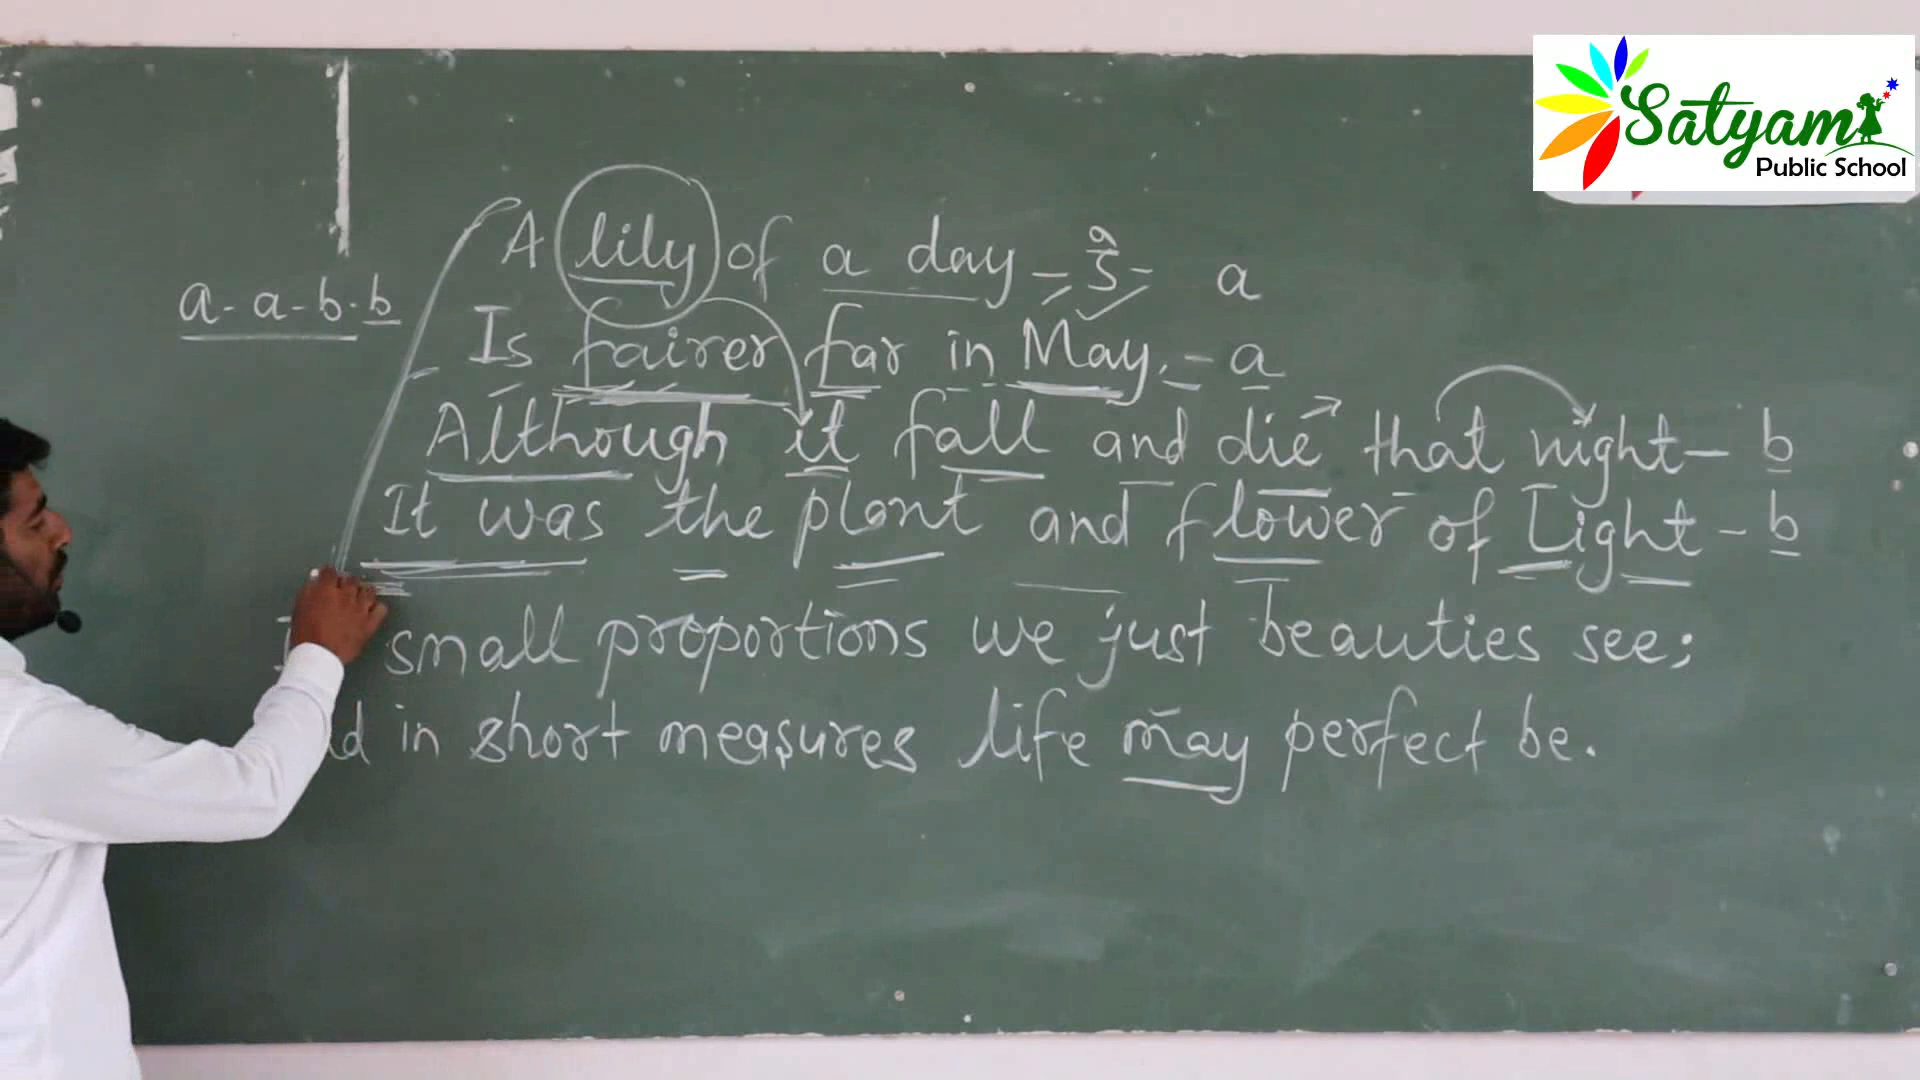 Satyam
Public School
a - a - b - b
A lily of a day - a
Is fairer far in May. - a
Although it fall and die that night - b
It was the plant and flower of Light - b
small proportions we just beauties see;
in short measures life may perfect be.